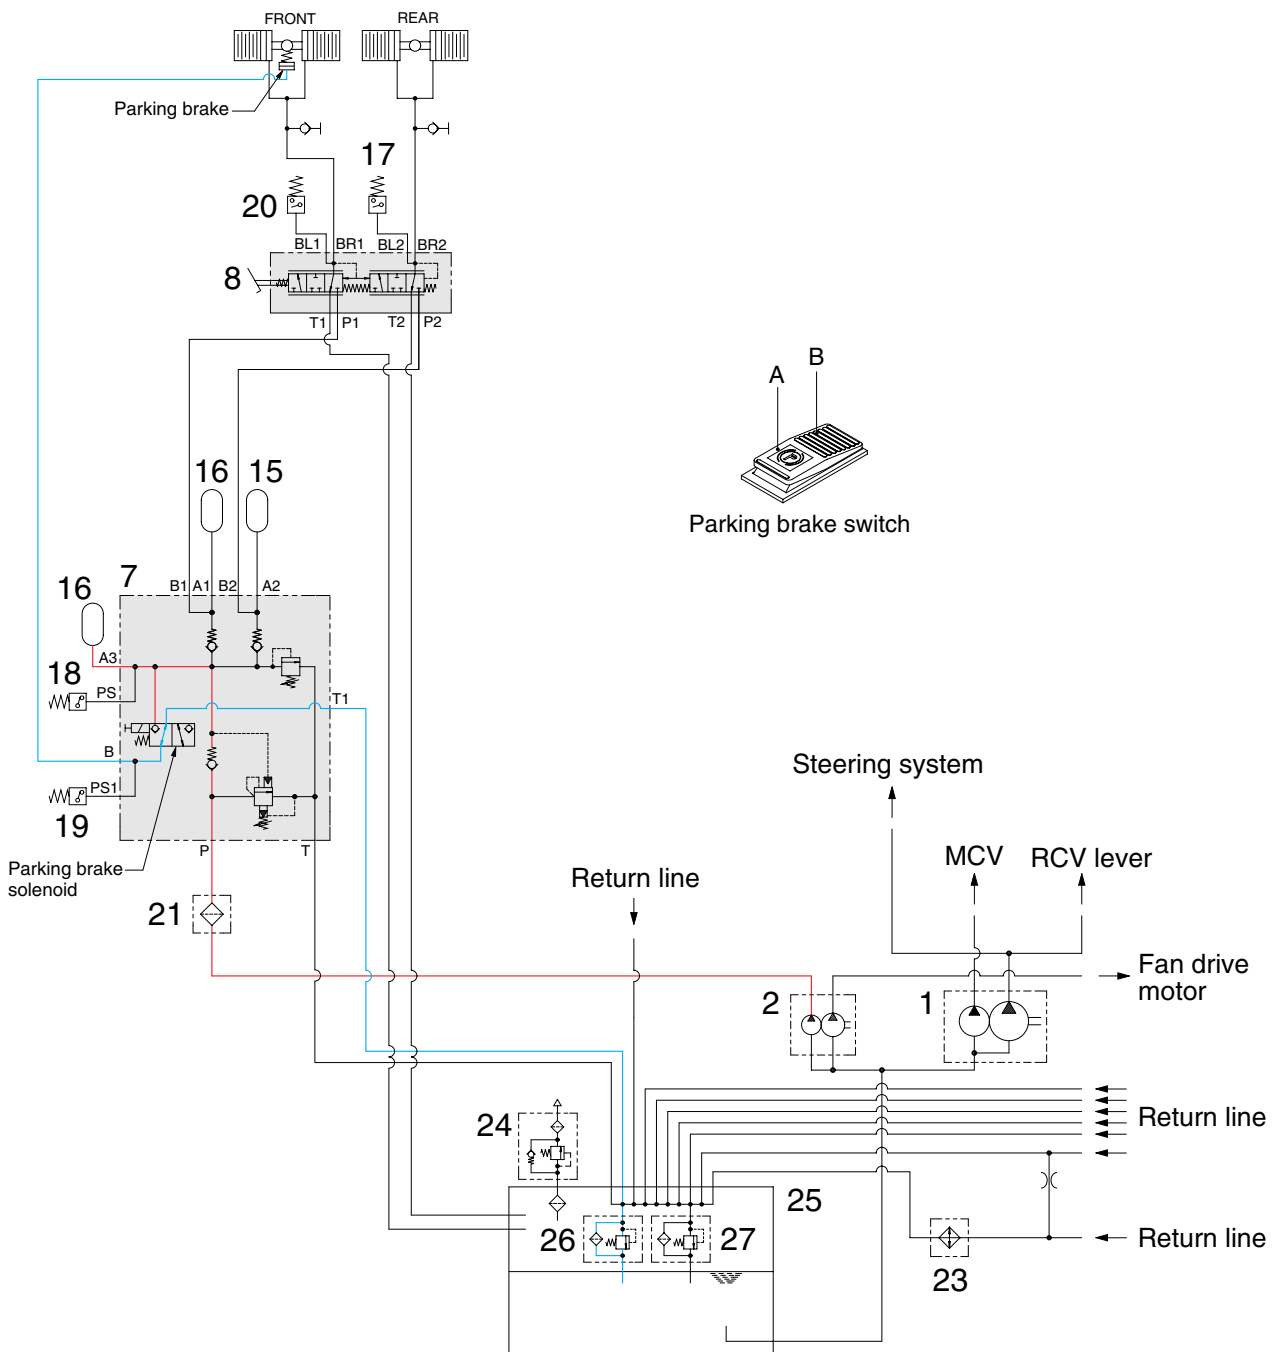 FRONT
REAR
Parking brake
17
20
BL1
BR1
BL2
BR2
8
T1
P1
T2
P2
A
B
Parking brake switch
16
15
16
7
B1
A1
B2
A2
A3
18
PS
T1
B
PS1
19
P
T
Parking brake
solenoid
21
Steering system
MCV
RCV lever
Return line
Fan drive
motor
2
1
24
Return line
25
26
27
23
Return line